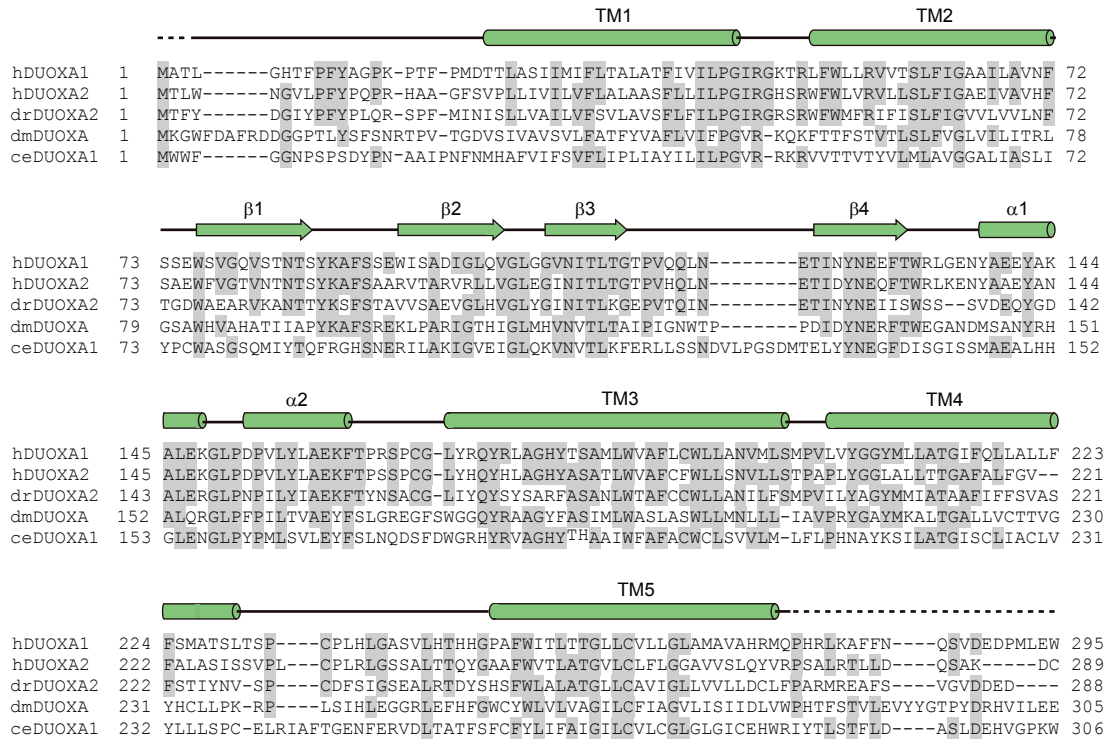 TM1 TM2
hDUOXA1 1 MATL------GHTFPFYAGPK-PTF-PMDTTLASIIMIFLTALATFIVILPGIRGKTRLFWLLRVVTSLFIGAAILAVNF 72
hDUOXA2 1 MTLW------NGVLPFYPQPR-HAA-GFSVPLLIVILVFLALAASFLLILPGIRGHSRWFWLVRVLLSLFIGAEIVAVHF 72
drDUOXA2 1 MTFY------DGIYPFYPLQR-SPF-MINISLLVAILVFSVLAVSFLFILPGIRGRSRWFWMFRIFISLFIGVVLVVLNF 72
dmDUOXA 1 MKGWFDAFRDDGGPTLYSFSNRTPV-TGDVSIVAVSVLFATFYVAFLVIFPGVR-KQKFTTFSTVTLSLFVGLVILITRL 78
ceDUOXA1 1 MWWF------GGNPSPSDYPN-AAIPNFNMHAFVIFSVFLIPLIAYILILPGVR-RKRVVTTVTYVLMLAVGGALIASLI 72
β1 β2 β3 β4 α1
hDUOXA1 73 SSEWSVGQVSTNTSYKAFSSEWISADIGLQVGLGGVNITLTGTPVQQLN--------ETINYNEEFTWRLGENYAEEYAK 144
hDUOXA2 73 SAEWFVGTVNTNTSYKAFSAARVTARVRLLVGLEGINITLTGTPVHQLN--------ETIDYNEQFTWRLKENYAAEYAN 144
drDUOXA2 73 TGDWAEARVKANTTYKSFSTAVVSAEVGLHVGLYGINITLKGEPVTQIN--------ETINYNEIISWSS--SVDEQYGD 142
dmDUOXA 79 GSAWHVAHATIIAPYKAFSREKLPARIGTHIGLMHVNVTLTAIPIGNWTP-------PDIDYNERFTWEGANDMSANYRH 151
ceDUOXA1 73 YPCWASGSQMIYTQFRGHSNERILAKIGVEIGLQKVNVTLKFERLLSSNDVLPGSDMTELYYNEGFDISGISSMAEALHH 152
α2 TM3 TM4
hDUOXA1 145 ALEKGLPDPVLYLAEKFTPRSPCG-LYRQYRLAGHYTSAMLWVAFLCWLLANVMLSMPVLVYGGYMLLATGIFQLLALLF 223
hDUOXA2 145 ALEKGLPDPVLYLAEKFTPSSPCG-LYHQYHLAGHYASATLWVAFCFWLLSNVLLSTPAPLYGGLALLTTGAFALFGV-- 221
drDUOXA2 143 ALERGLPNPILYIAEKFTYNSACG-LIYQYSYSARFASANLWTAFCCWLLANILFSMPVILYAGYMMIATAAFIFFSVAS 221
dmDUOXA 152 ALQRGLPFPILTVAEYFSLGREGFSWGGQYRAAGYFASIMLWASLASWLLMNLLL-IAVPRYGAYMKALTGALLVCTTVG 230
ceDUOXA1 153 GLENGLPYPMLSVLEYFSLNQDSFDWGRHYRVAGHYTHAAIWFAFACWCLSVVLM-LFLPHNAYKSILATGISCLIACLV 231
TM5
hDUOXA1 224 FSMATSLTSP----CPLHLGASVLHTHHGPAFWITLTTGLLCVLLGLAMAVAHRMQPHRLKAFFN----QSVDEDPMLEW 295
hDUOXA2 222 FALASISSVPL---CPLRLGSSALTTQYGAAFWVTLATGVLCLFLGGAVVSLQYVRPSALRTLLD----QSAK-----DC 289
drDUOXA2 222 FSTIYNV-SP----CDFSIGSEALRTDYSHSFWLALATGLLCAVIGLLVVLLDCLFPARMREAFS----VGVDDED---- 288
dmDUOXA 231 YHCLLPK-RP----LSIHLEGGRLEFHFGWCYWLVLVAGILCFIAGVLISIIDLVWPHTFSTVLEVYYGTPYDRHVILEE 305
ceDUOXA1 232 YLLLSPC-ELRIAFTGENFERVDLTATFSFCFYLIFAIGILCVLCGLGLGICEHWRIYTLSTFLD----ASLDEHVGPKW 306